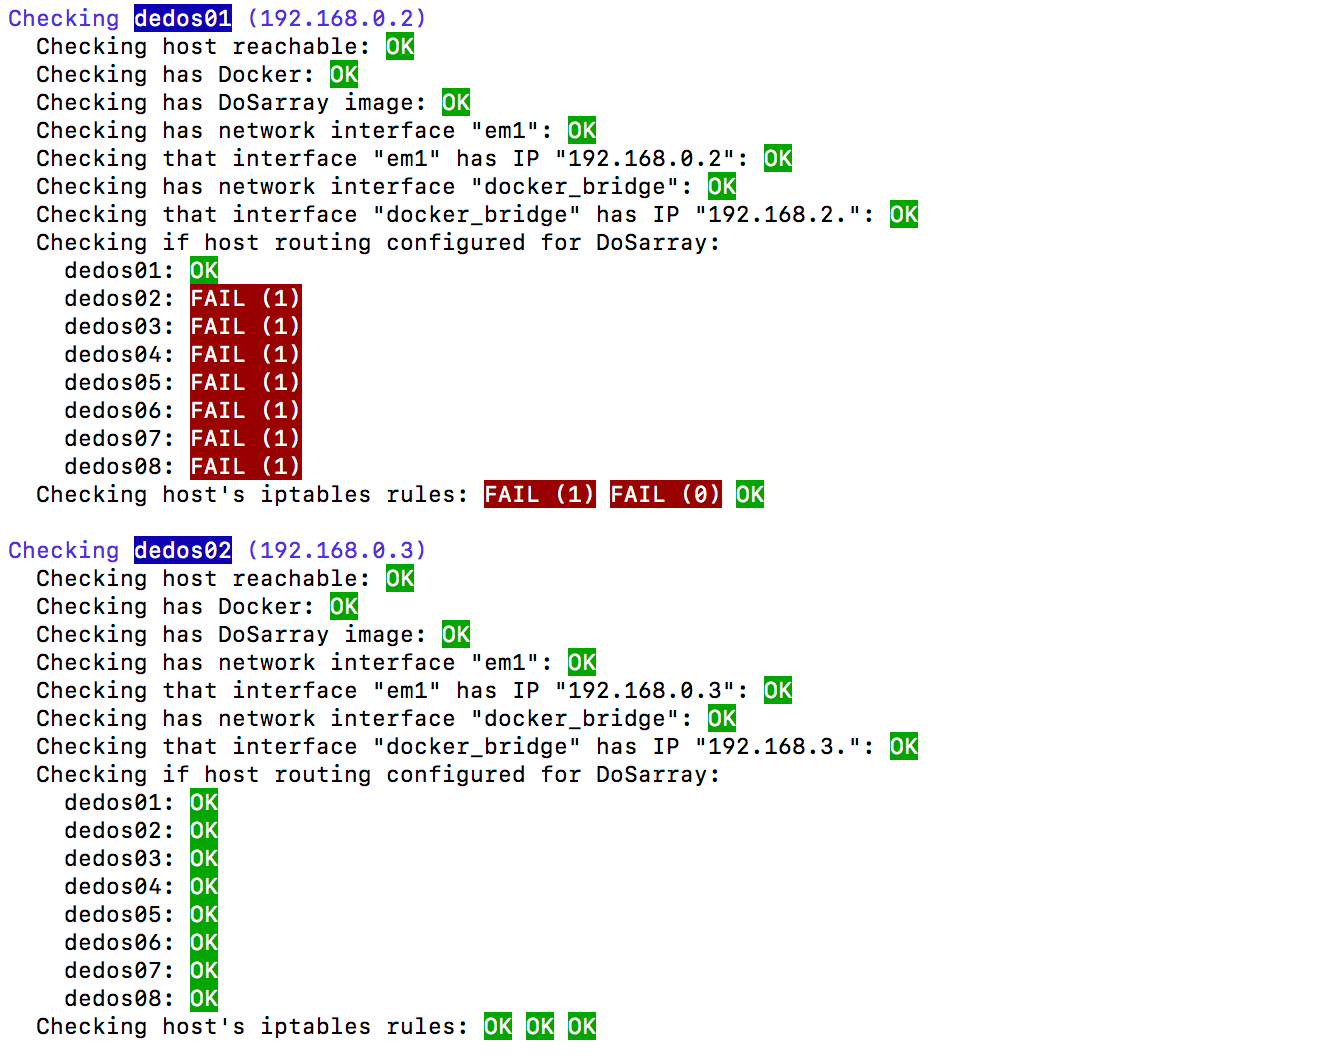 Checking dedos01 (192.168.0.2)
Checking host reachable: OK
Checking has Docker: OK
Checking has DoSarray image: OK
Checking has network interface "em1": OK
Checking that interface "em1" has IP "192.168.0.2": OK
Checking has network interface "docker_bridge": OK
Checking that interface "docker_bridge" has IP "192.168.2.": OK
Checking if host routing configured for DoSarray:
dedos01: OK
dedos02: FAIL (1)
dedos03: FAIL (1)
dedos04: FAIL (1)
dedos05: FAIL (1)
dedos06: FAIL (1)
dedos07: FAIL (1)
dedos08: FAIL (1)
Checking host's iptables rules: FAIL (1) FAIL (0) OK
Checking dedos02 (192.168.0.3)
Checking host reachable: OK
Checking has Docker: OK
Checking has DoSarray image: OK
Checking has network interface "em1": OK
Checking that interface "em1" has IP "192.168.0.3": OK
Checking has network interface "docker_bridge": OK
Checking that interface "docker_bridge" has IP "192.168.3.": OK
Checking if host routing configured for DoSarray:
dedos01: OK
dedos02: OK
dedos03: OK
dedos04: OK
dedos05: OK
dedos06: OK
dedos07: OK
dedos08: OK
Checking host's iptables rules: OK OK OK